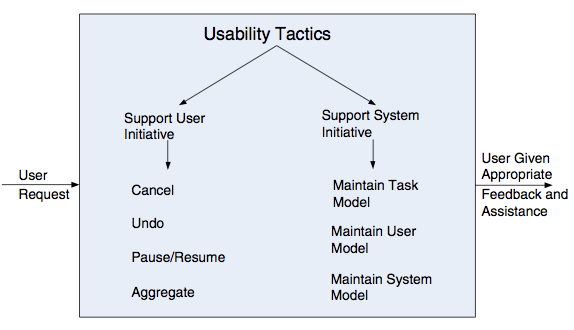 Usability Tactics
Support User
Initiative
Support System
Initiative
User
Request
Cancel
Undo
Pause/Resume
Aggregate
Maintain Task
Model
Maintain User
Model
Maintain System
Model
User Given
Appropriate
Feedback and
Assistance